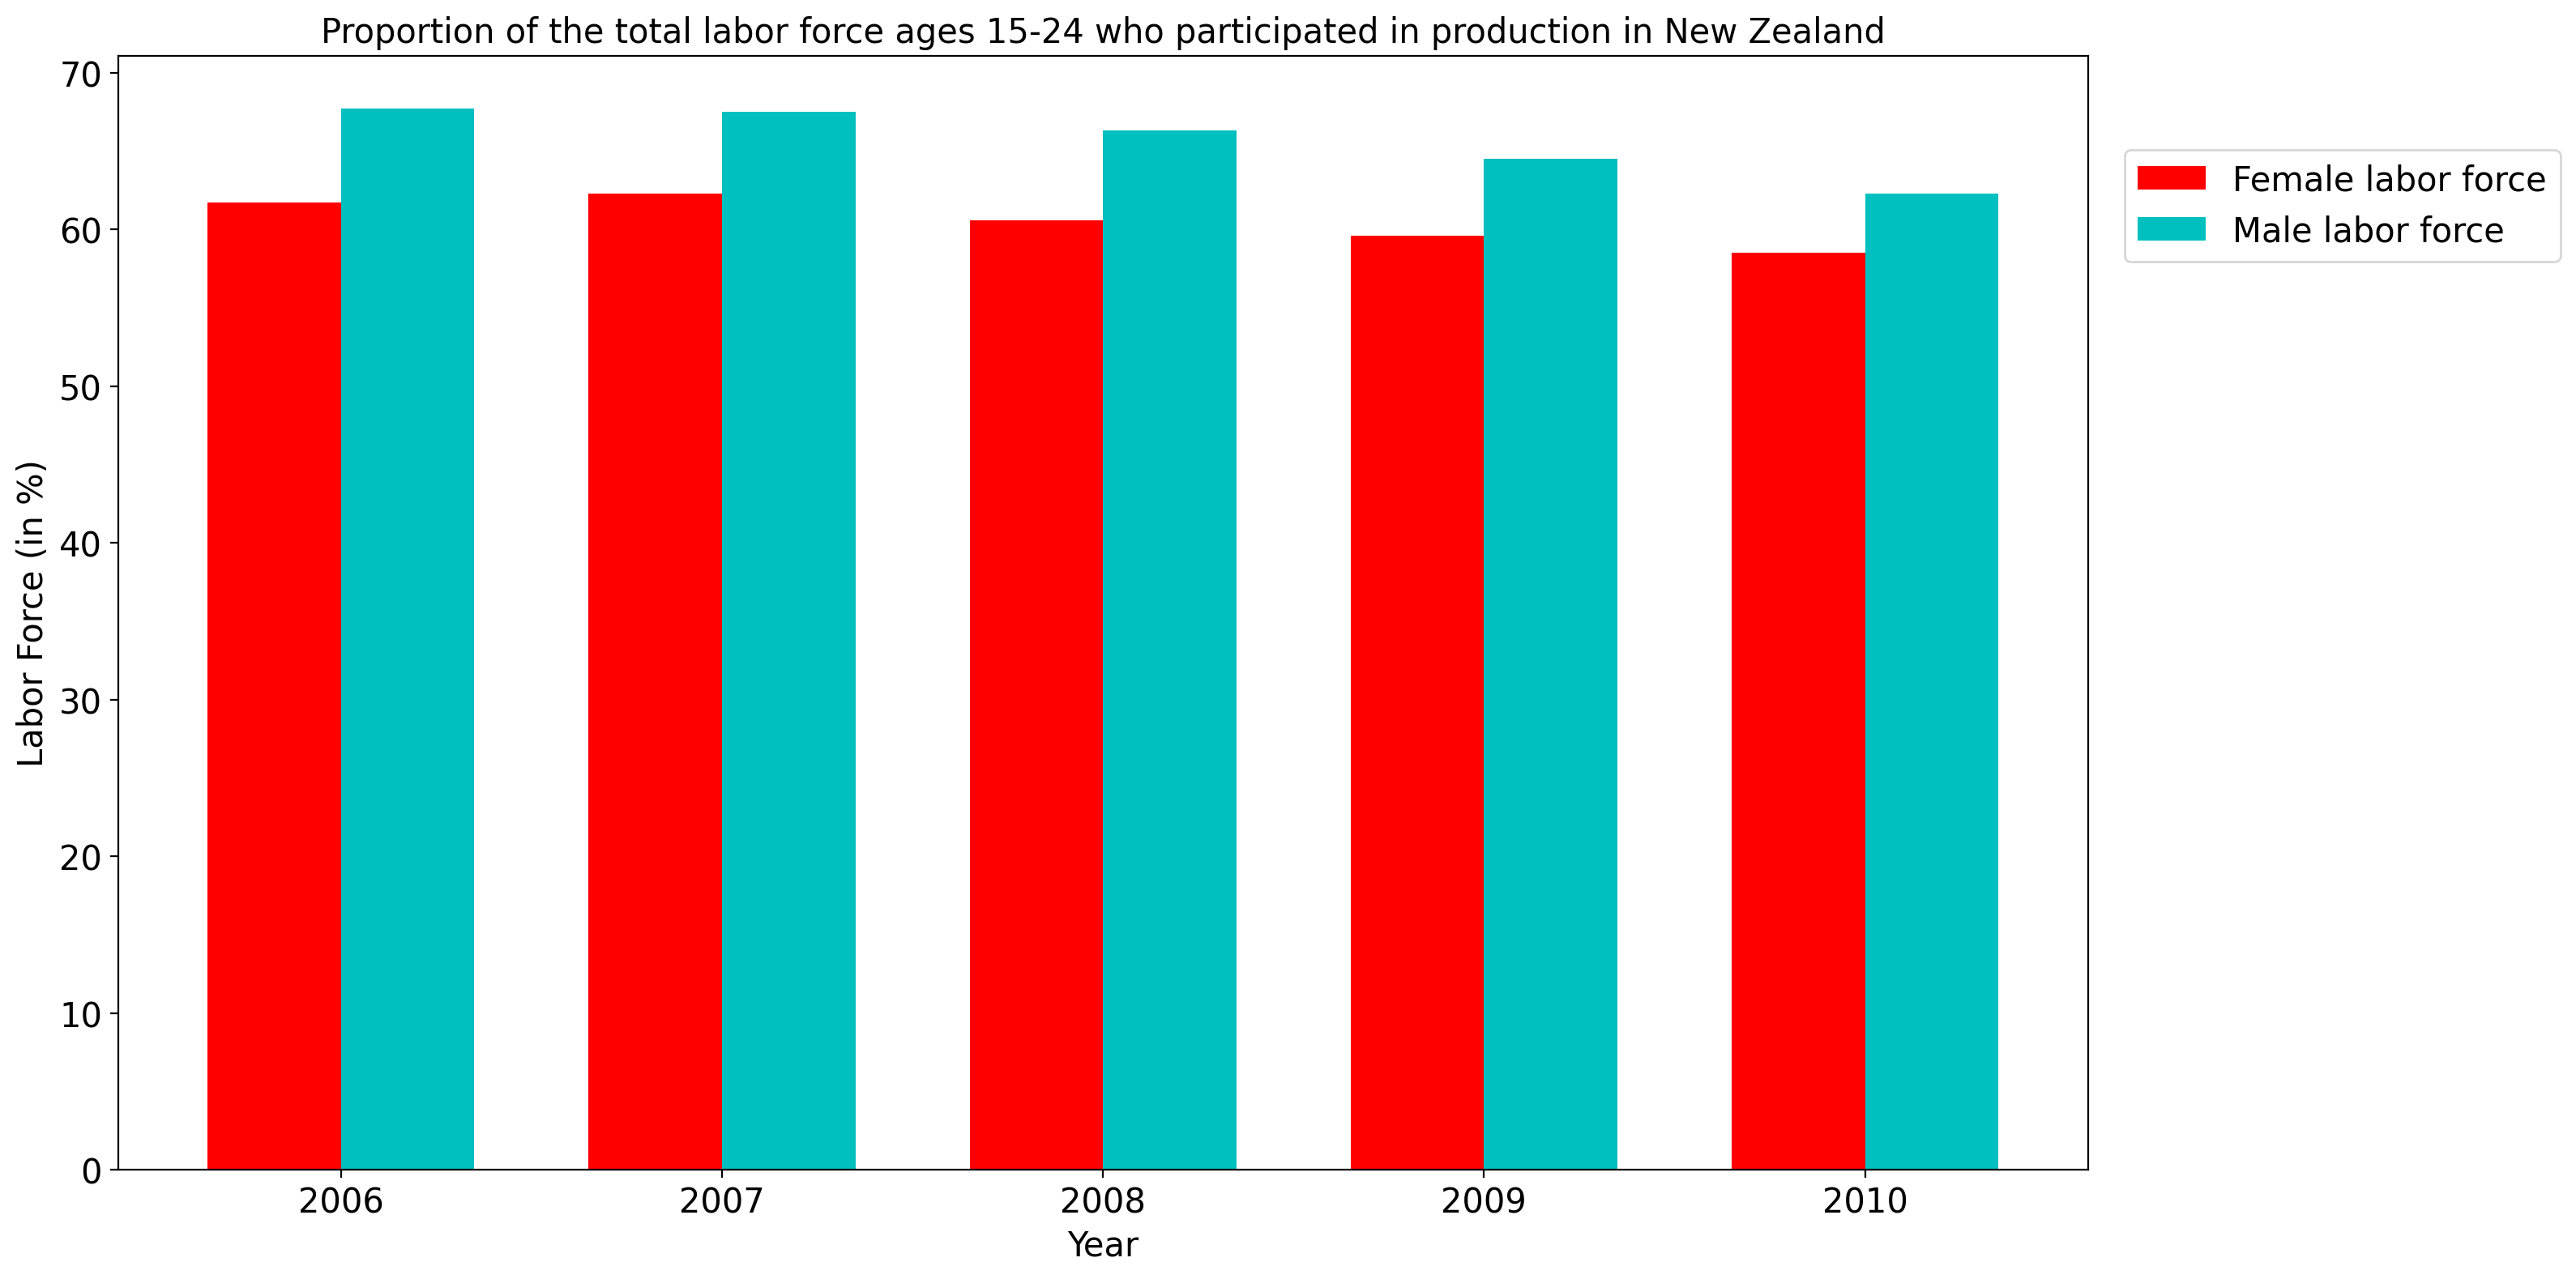 Proportion of the total labor force ages 15-24 who participated in production in New Zealand
70
60
50
40
30
20
10
0
Labor Force (in %)
2006 2007 2008 2009 2010
Year
Female labor force
Male labor force